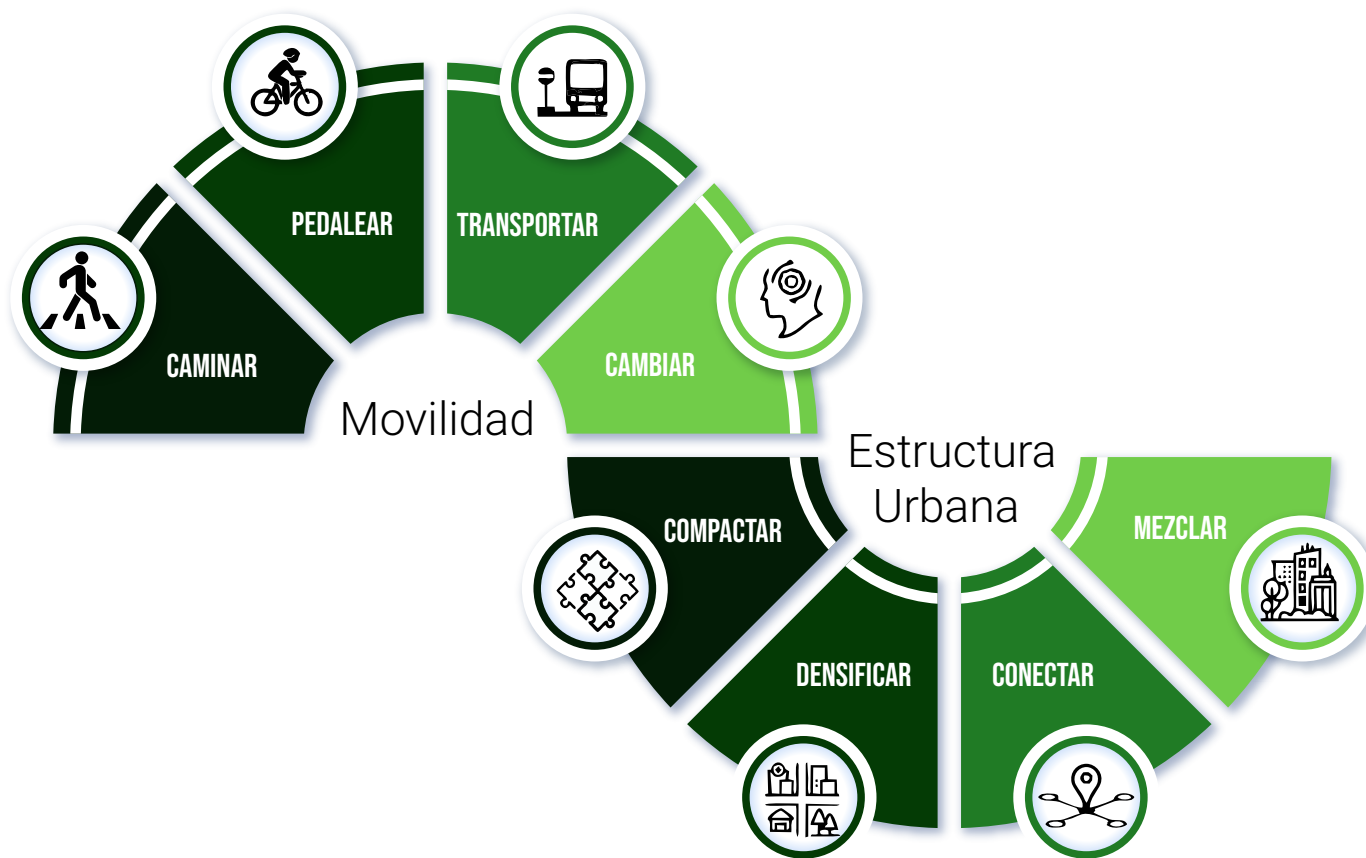 PEDALEAR
TRANSPORTAR
CAMINAR
CAMBIAR
Movilidad
Estructura
Urbana
COMPACTAR
MEZCLAR
DENSIFICAR
CONECTAR